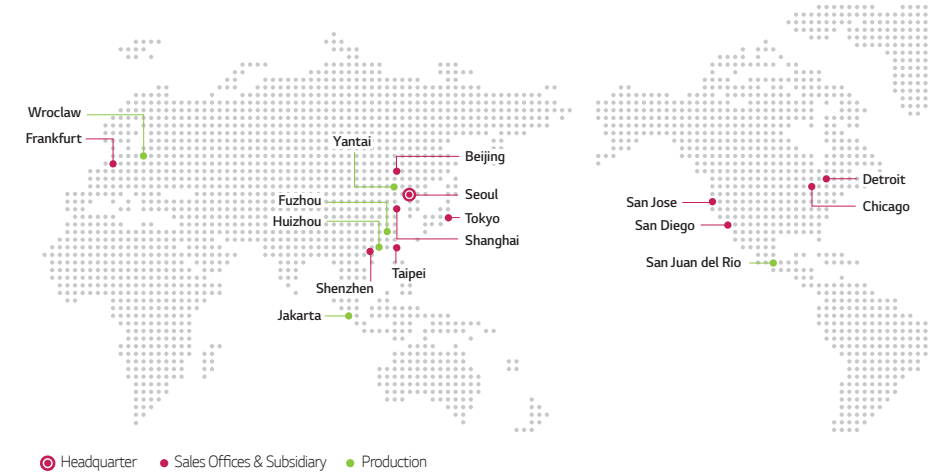 Wroclaw
Frankfurt
Yantai
Beijing
Seoul
Fuzhou
Huizhou
Tokyo
Shanghai
Taipei
Shenzhen
Jakarta
Detroit
San Jose
Chicago
San Diego
San Juan del Rio
Headquarter
Sales Offices & Subsidiary
Production